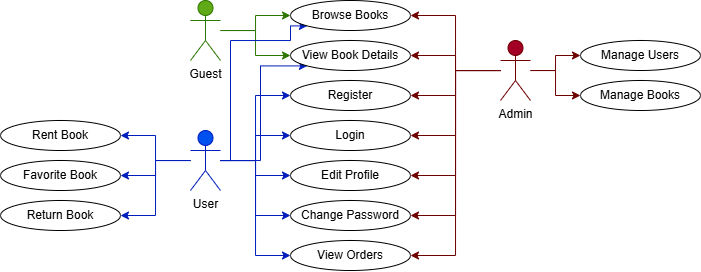 Browse Books
View Book Details
Guest
Register
Login
Edit Profile
Change Password
View Orders
Admin
Manage Users
Manage Books
Rent Book
Favorite Book
Return Book
User